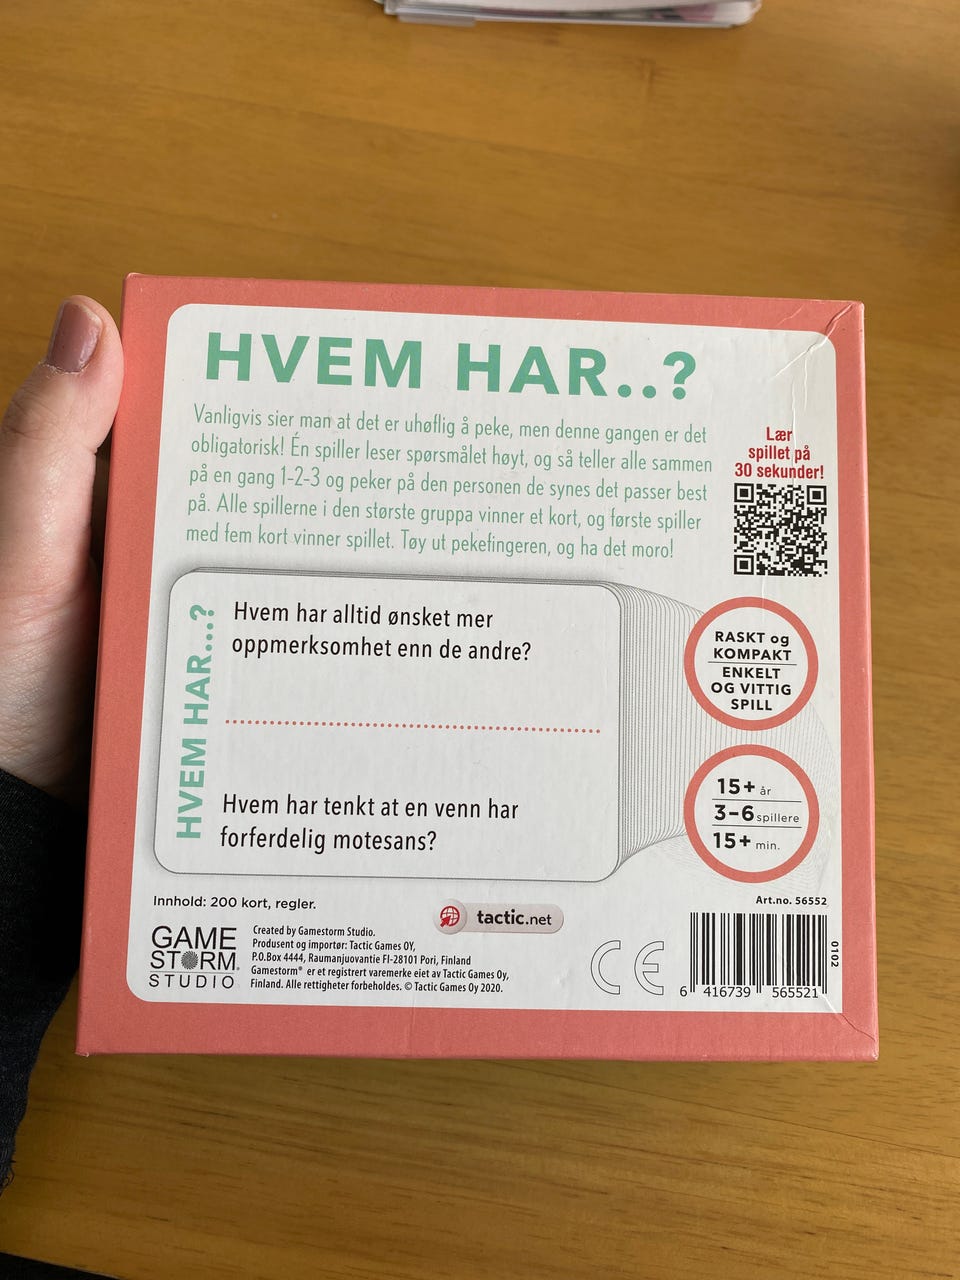 HVEM HAR..?
Vanligvis sier man at det er uhøflig å peke, men denne gangen er det
obligatorisk! Én spiller leser spørsmålet høyt, og så teller alle sammen
på en gang 1-2-3 og peker på den personen de synes det passer best
på. Alle spillerne i den største gruppa vinner et kort, og første spiller
med fem kort vinner spillet. Tøy ut pekefingeren, og ha det moro!
Lær
spillet på
30 sekunder!
HVEM HAR...?
Hvem har alltid ønsket mer
oppmerksomhet enn de andre?
Hvem har tenkt at en venn har
forferdelig motesans?
RASKT og
KOMPAKT
ENKELT
OG VITTIG
SPILL
15+ år
3-6 spillere
15+ min.
Innhold: 200 kort, regler.
tactic.net
Art.no. 56552
GAME
STORM®
STUDIO
Created by Gamestorm Studio.
Produsent og importør: Tactic Games OY,
P.O.Box 4444, Raumanjuovantie FI-28101 Pori, Finland
Gamestorm® er et registrert varemerke eiet av Tactic Games Oy,
Finland. Alle rettigheter forbeholdes. © Tactic Games Oy 2020.
CE
0102
6 416739 565521